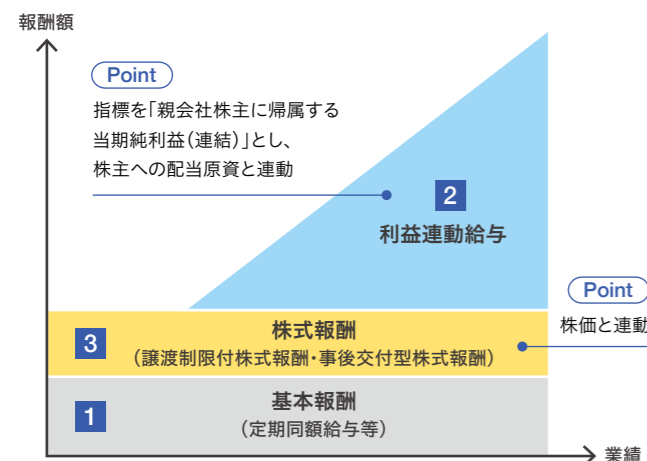 報酬額
Point
指標を「親会社株主に帰属する
当期純利益（連結）」とし、
株主への配当原資と連動
2
利益連動給与
Point
株価と連動
3
株式報酬
（譲渡制限付株式報酬・事後交付型株式報酬）
1
基本報酬
（定期同額給与等）
業績